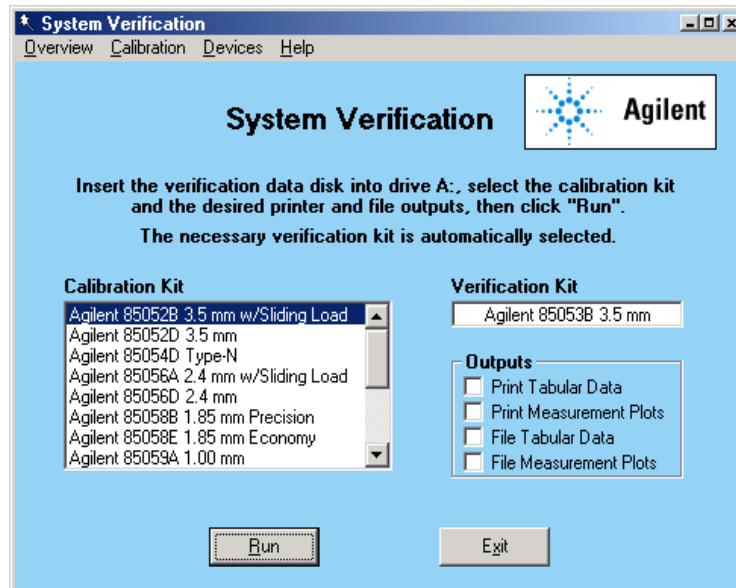 System Verification
Overview Calibration Devices Help
System Verification
Agilent
Insert the verification data disk into drive A:, select the calibration kit
and the desired printer and file outputs, then click "Run".
The necessary verification kit is automatically selected.
Calibration Kit
Agilent 85052B 3.5 mm w/Sliding Load
Agilent 85052D 3.5 mm
Agilent 85054D Type-N
Agilent 85056A 2.4 mm w/Sliding Load
Agilent 85056D 2.4 mm
Agilent 85058B 1.85 mm Precision
Agilent 85058E 1.85 mm Economy
Agilent 85059A 1.00 mm
Verification Kit
Agilent 85053B 3.5 mm
Outputs
Print Tabular Data
Print Measurement Plots
File Tabular Data
File Measurement Plots
Run
Exit